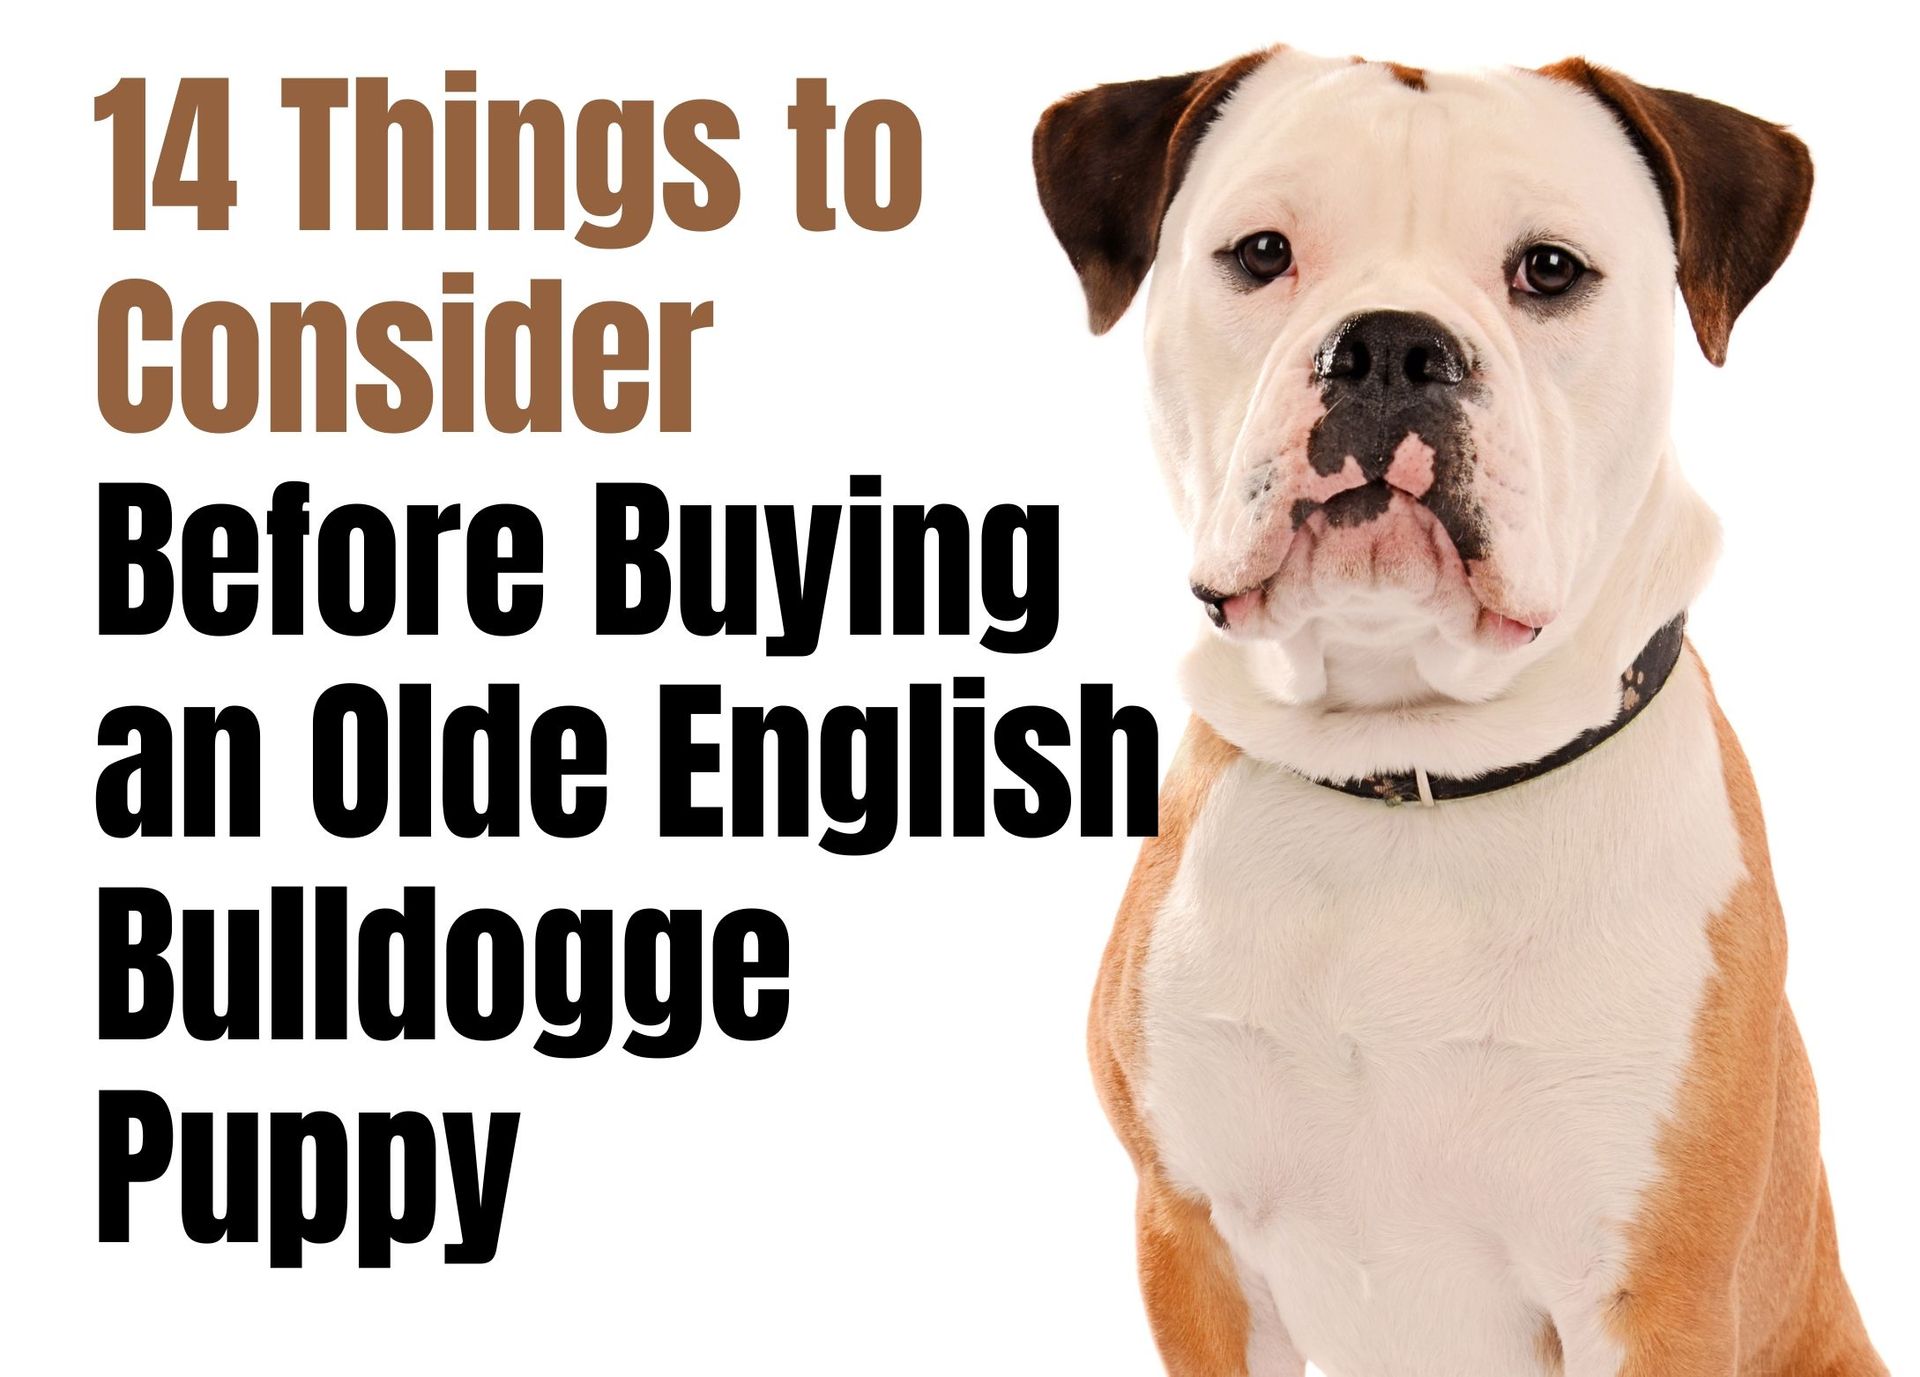 14 Things to
Consider
Before Buying
an Olde English
Bulldogge
Puppy